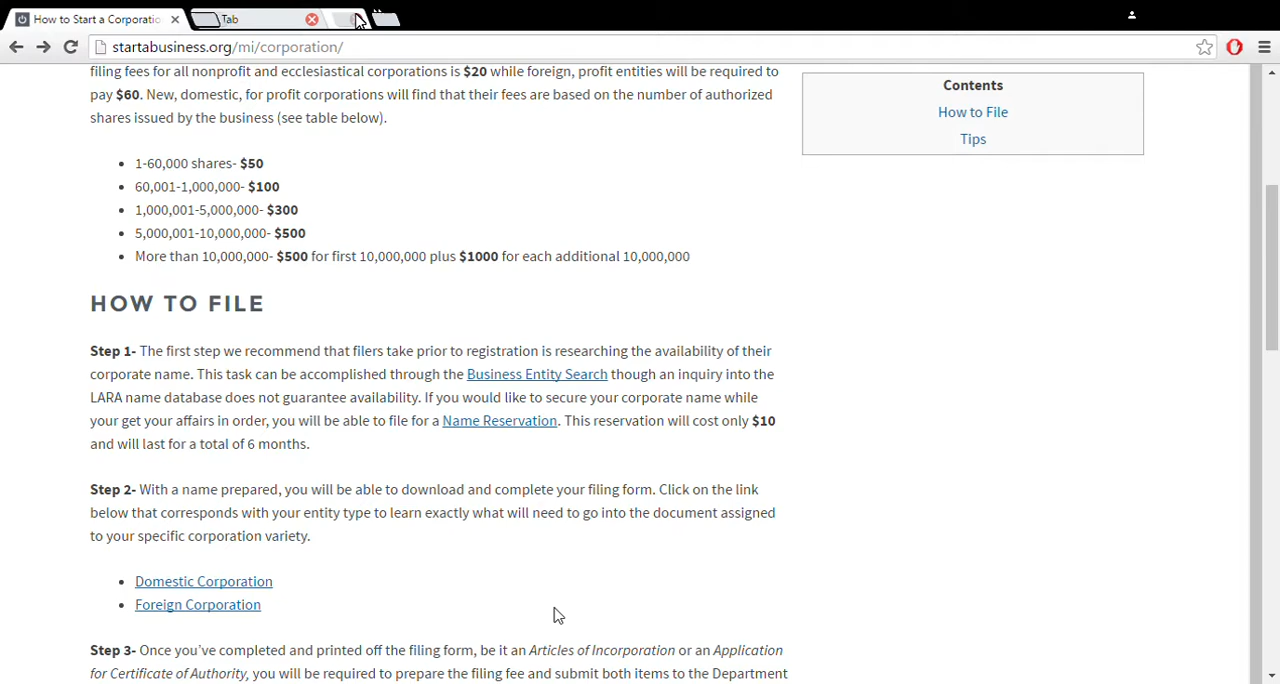 How to Start a Corporatio
Tab
startabusiness.org/mi/corporation/
filing fees for all nonprofit and ecclesiastical corporations is $20 while foreign, profit entities will be required to
pay $60. New, domestic, for profit corporations will find that their fees are based on the number of authorized
shares issued by the business (see table below).
1-60,000 shares- $50
60,001-1,000,000- $100
1,000,001-5,000,000- $300
5,000,001-10,000,000- $500
More than 10,000,000- $500 for first 10,000,000 plus $1000 for each additional 10,000,000
HOW TO FILE
Step 1- The first step we recommend that filers take prior to registration is researching the availability of their
corporate name. This task can be accomplished through the Business Entity Search though an inquiry into the
LARA name database does not guarantee availability. If you would like to secure your corporate name while
your get your affairs in order, you will be able to file for a Name Reservation. This reservation will cost only $10
and will last for a total of 6 months.
Step 2- With a name prepared, you will be able to download and complete your filing form. Click on the link
below that corresponds with your entity type to learn exactly what will need to go into the document assigned
to your specific corporation variety.
Domestic Corporation
Foreign Corporation
Step 3- Once you've completed and printed off the filing form, be it an Articles of Incorporation or an Application
for Certificate of Authority, you will be required to prepare the filing fee and submit both items to the Department
Contents
How to File
Tips